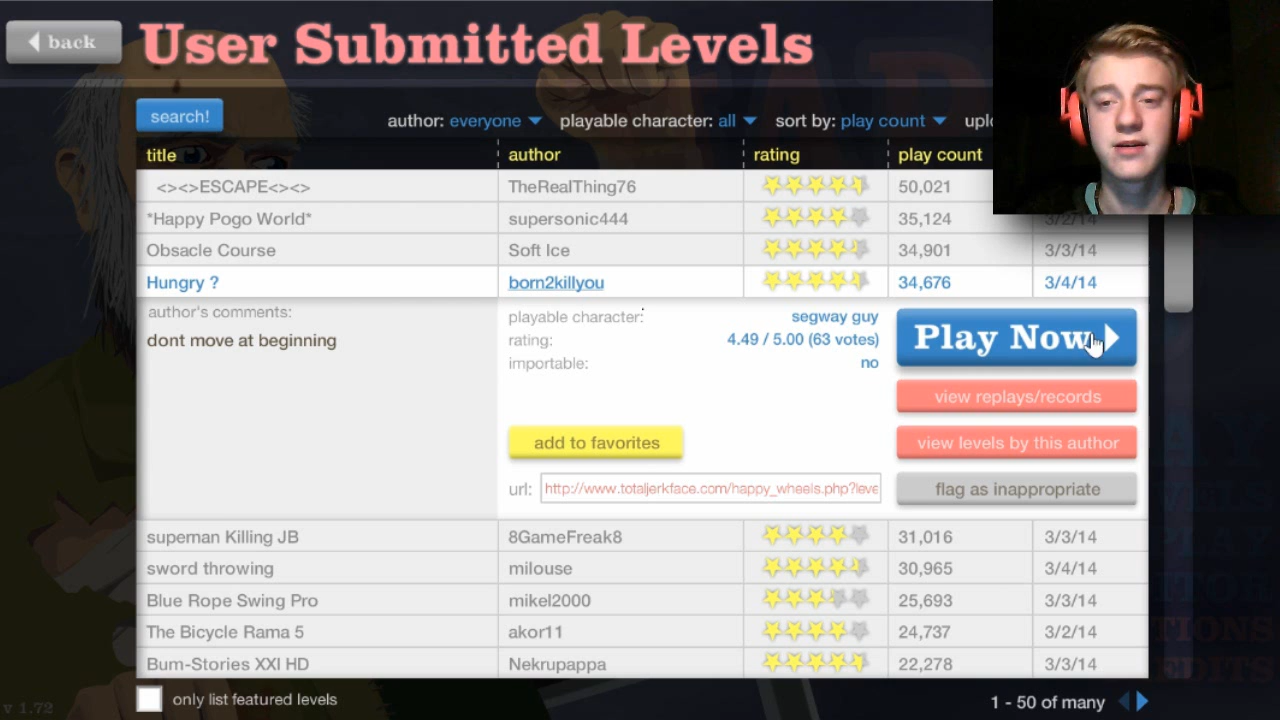 back
User Submitted Levels
search!
author: everyone playable character: all sort by: play count uplo
title author rating play count
<><>ESCAPE<><> TheRealThing76 50,021
*Happy Pogo World* supersonic444 35,124 3/2/14
Obsacle Course Soft Ice 34,901 3/3/14
Hungry ? born2killyou 34,676 3/4/14
author's comments:
dont move at beginning
playable character: segway guy
rating: 4.49 / 5.00 (63 votes)
importable: no
add to favorites
url: http://www.totaljerkface.com/happy_wheels.php?leve
Play Now
view replays/records
view levels by this author
flag as inappropriate
supeman Killing JB 8GameFreak8 31,016 3/3/14
sword throwing milouse 30,965 3/4/14
Blue Rope Swing Pro mikel2000 25,693 3/3/14
The Bicycle Rama 5 akor11 24,737 3/2/14
Bum-Stories XXI HD Nekrupappa 22,278 3/3/14
only list featured levels
1 - 50 of many
v 1.72